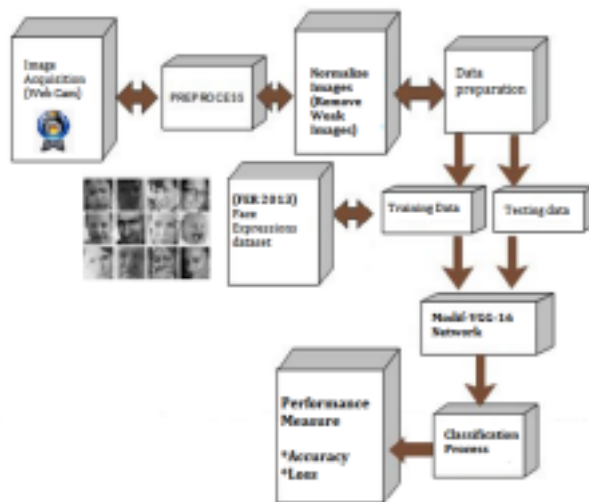 Image
Acquisition
(Web Cam)
PREPROCESS
Normalize
Images
(Remove
Weak
Images)
Data
preparation
(FER 2013)
Face
Expressions
dataset
Training Data
Testing data
Model-VGG-16
Network
Classification
Process
Performance
Measure
*Accuracy
*Loss